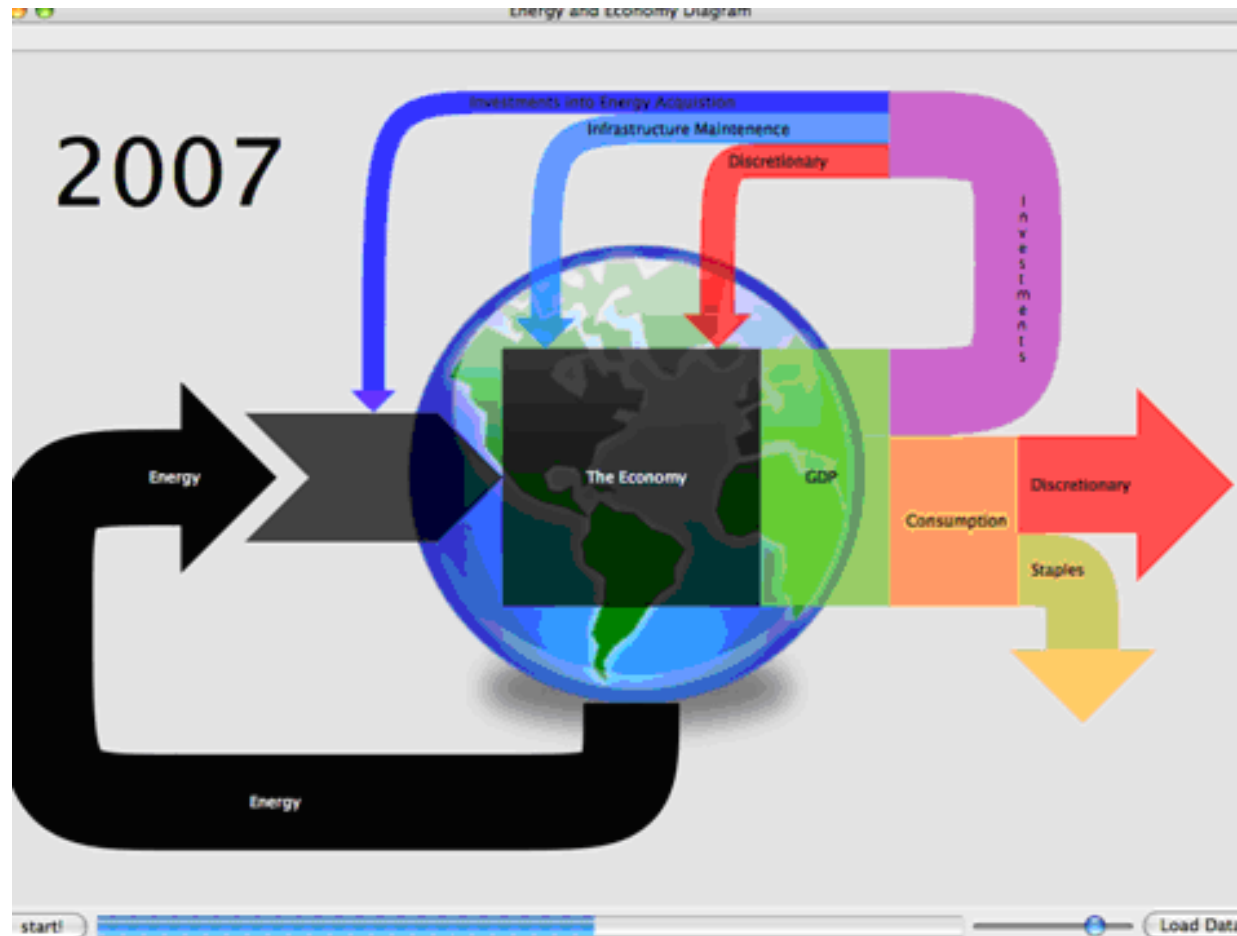 Energy and Economy Diagram
2007
Investments into Energy Acquistion
Infrastructure Maintenence
Discretionary
Investments
Energy
The Economy
GDP
Consumption
Discretionary
Staples
Energy
start!
Load Data